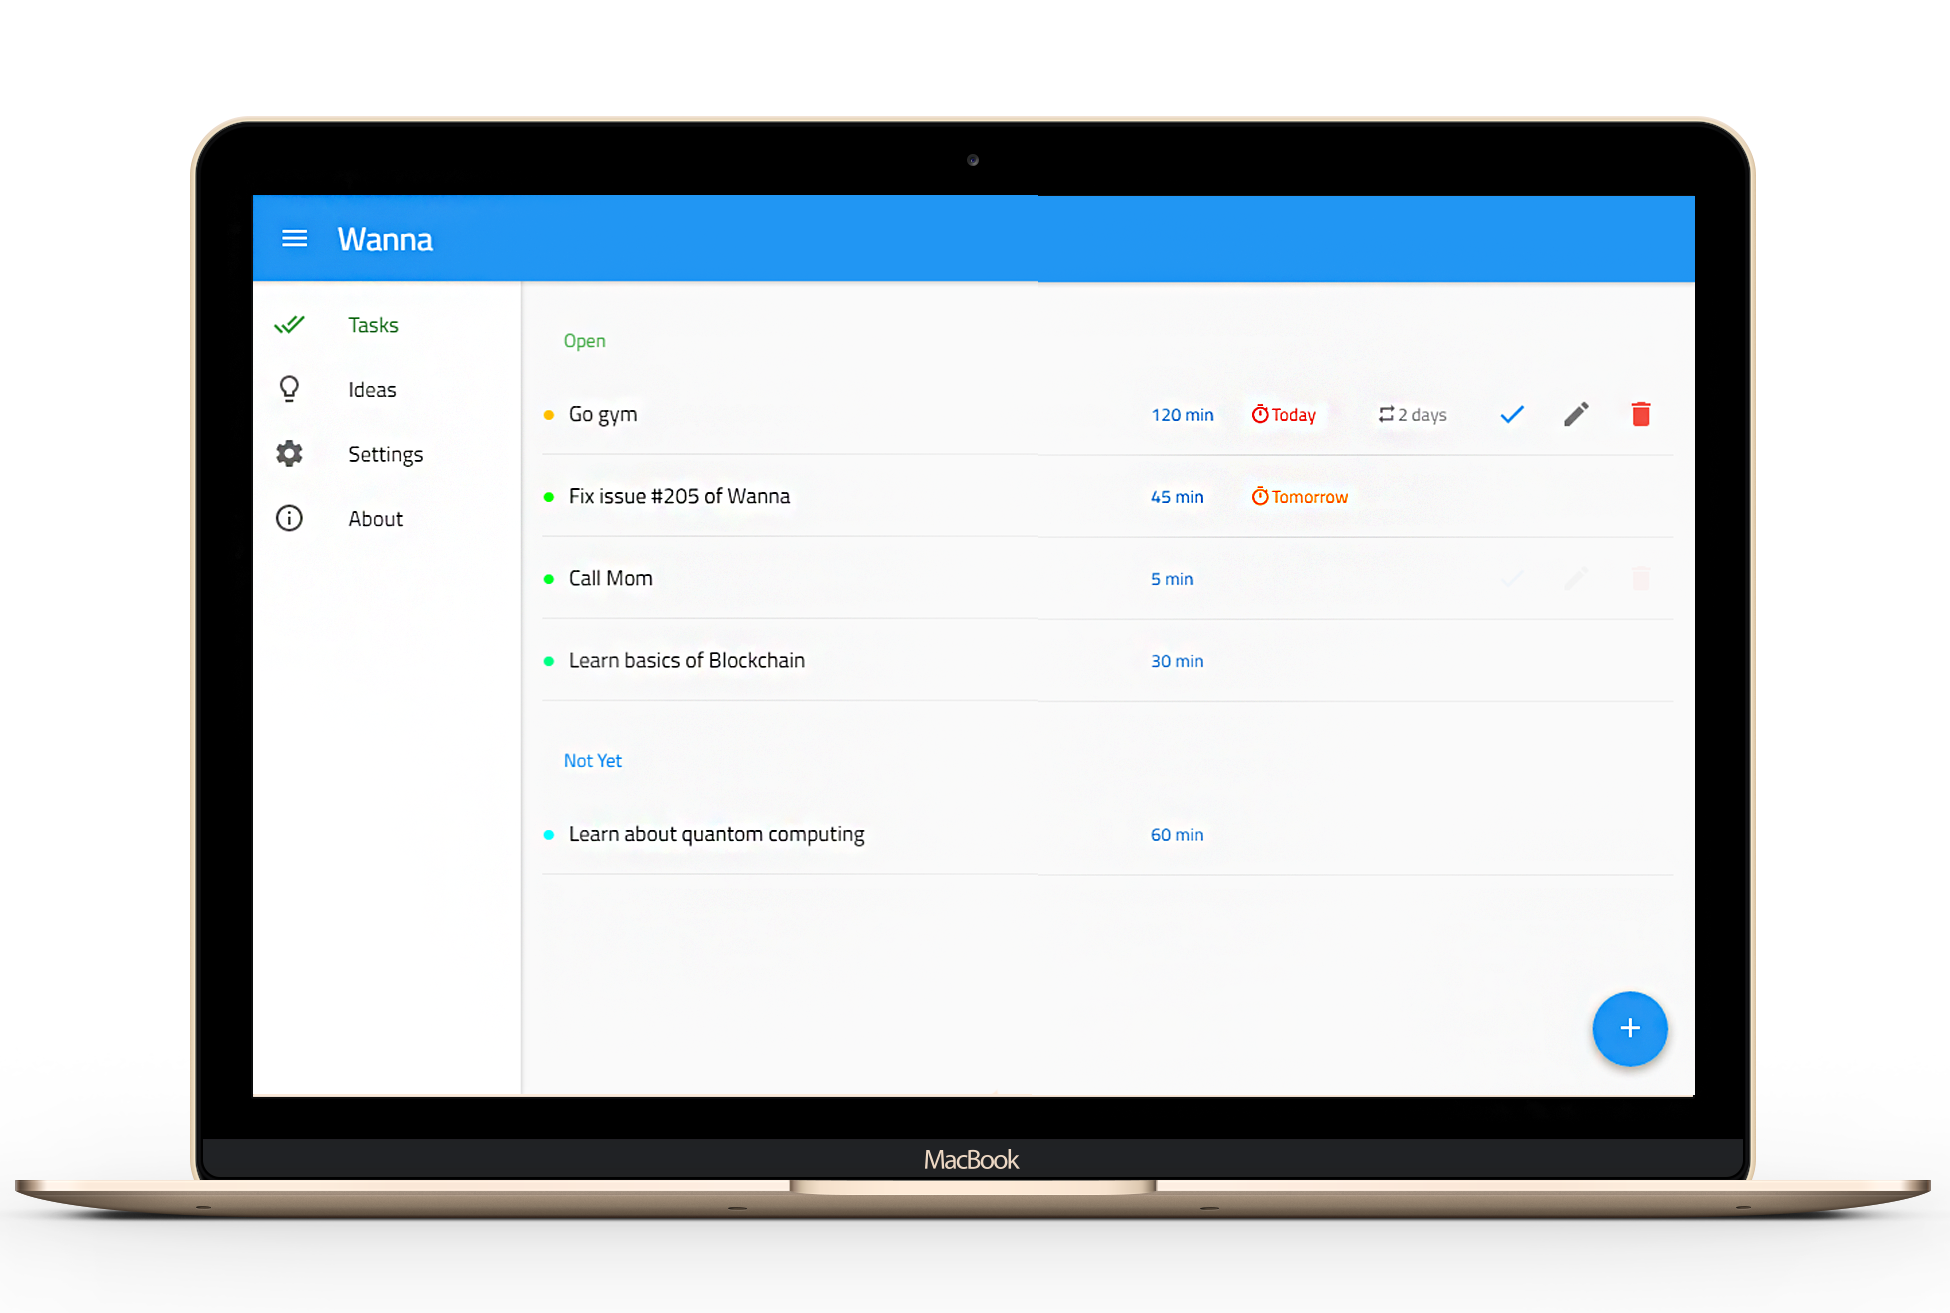 Wanna
Tasks
Ideas
Settings
About
Open
Go gym 120 min Today 2 days
Fix issue #205 of Wanna 45 min Tomorrow
Call Mom 5 min
Learn basics of Blockchain 30 min
Not Yet
Learn about quantom computing 60 min
+
MacBook